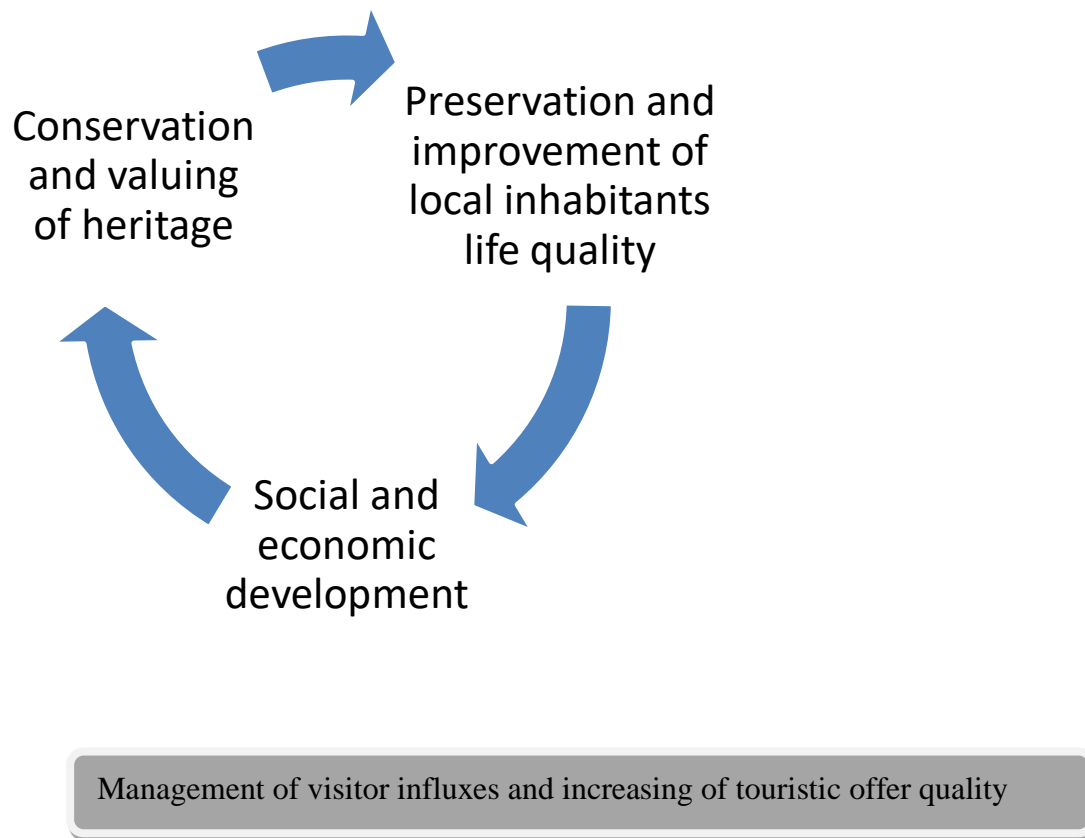 Conservation
and valuing
of heritage
Preservation and
improvement of
local inhabitants
life quality
Social and
economic
development
Management of visitor influxes and increasing of touristic offer quality